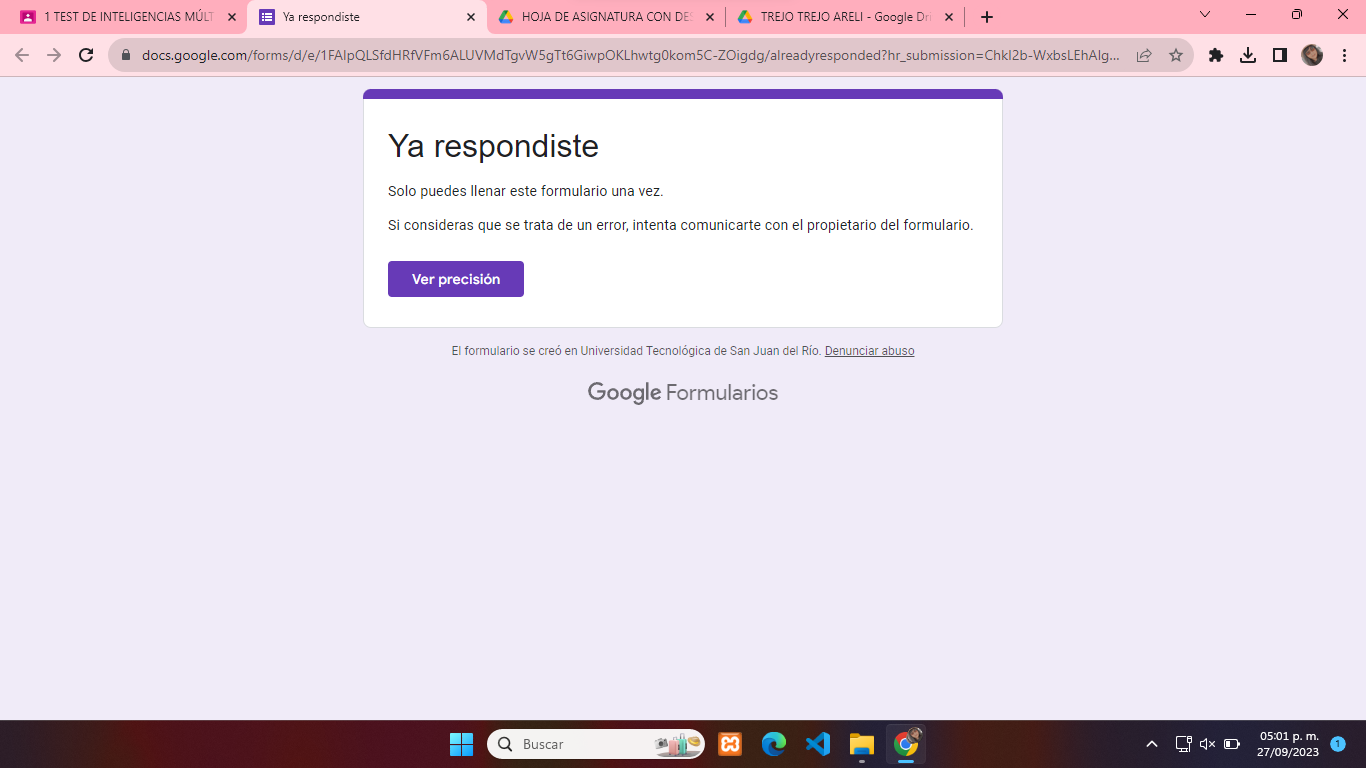 1 TEST DE INTELIGENCIAS MÚLT
Ya respondiste
HOJA DE ASIGNATURA CON DES
TREJO TREJO ARELI - Google Dri
docs.google.com/forms/d/e/1FAIpQLSfdHRfVFm6ALUVMdTgvW5gTt6GiwpOKLhwtg0kom5C-ZOigdg/alreadyresponded?hr_submission=ChkI2b-WxbsLEhAIg...
Ya respondiste
Solo puedes llenar este formulario una vez.
Si consideras que se trata de un error, intenta comunicarte con el propietario del formulario.
Ver precisión
El formulario se creó en Universidad Tecnológica de San Juan del Río. Denunciar abuso
Google Formularios
Buscar
05:01 p. m.
27/09/2023
1